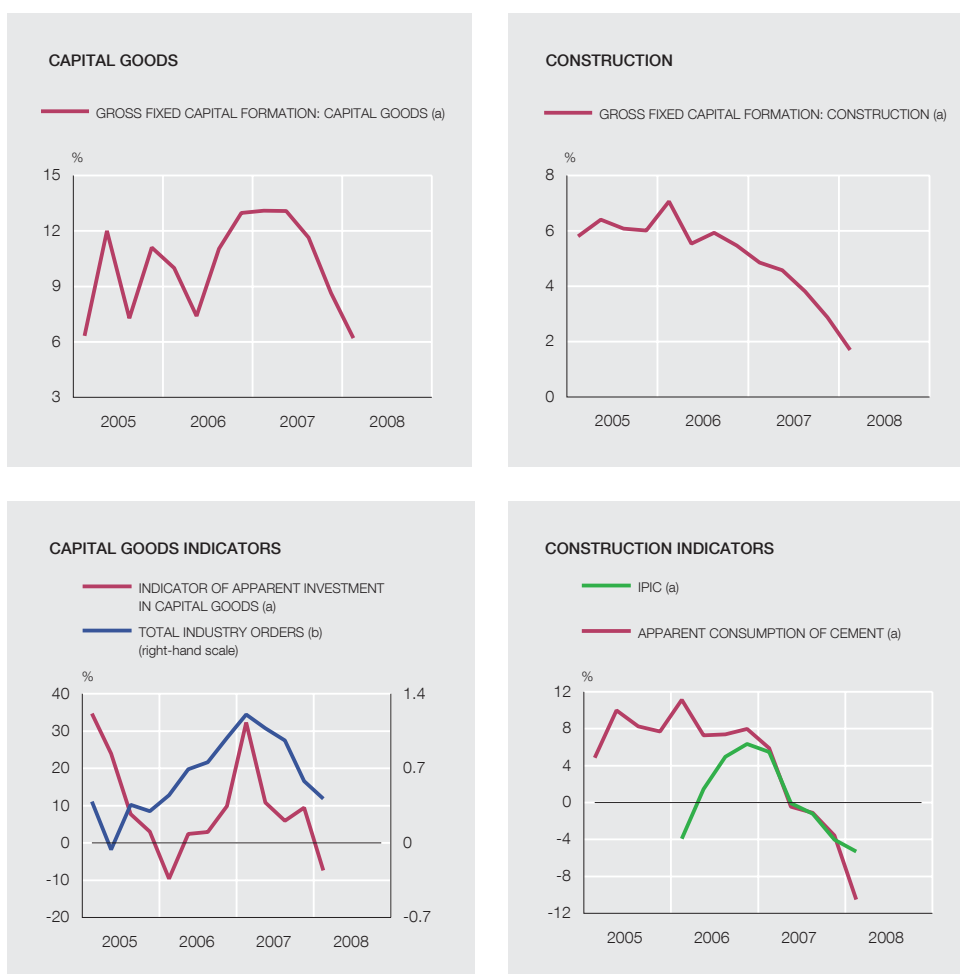 CAPITAL GOODS
GROSS FIXED CAPITAL FORMATION: CAPITAL GOODS (a)
%
15
12
9
6
3
2005 2006 2007 2008
CONSTRUCTION
GROSS FIXED CAPITAL FORMATION: CONSTRUCTION (a)
%
8
6
4
2
0
2005 2006 2007 2008
CAPITAL GOODS INDICATORS
INDICATOR OF APPARENT INVESTMENT
IN CAPITAL GOODS (a)
TOTAL INDUSTRY ORDERS (b)
(right-hand scale)
%
40 1.4
30
20 0.7
10
0 0
-10
-20 -0.7
2005 2006 2007 2008
CONSTRUCTION INDICATORS
IPIC (a)
APPARENT CONSUMPTION OF CEMENT (a)
%
12
8
4
0
-4
-8
-12
2005 2006 2007 2008